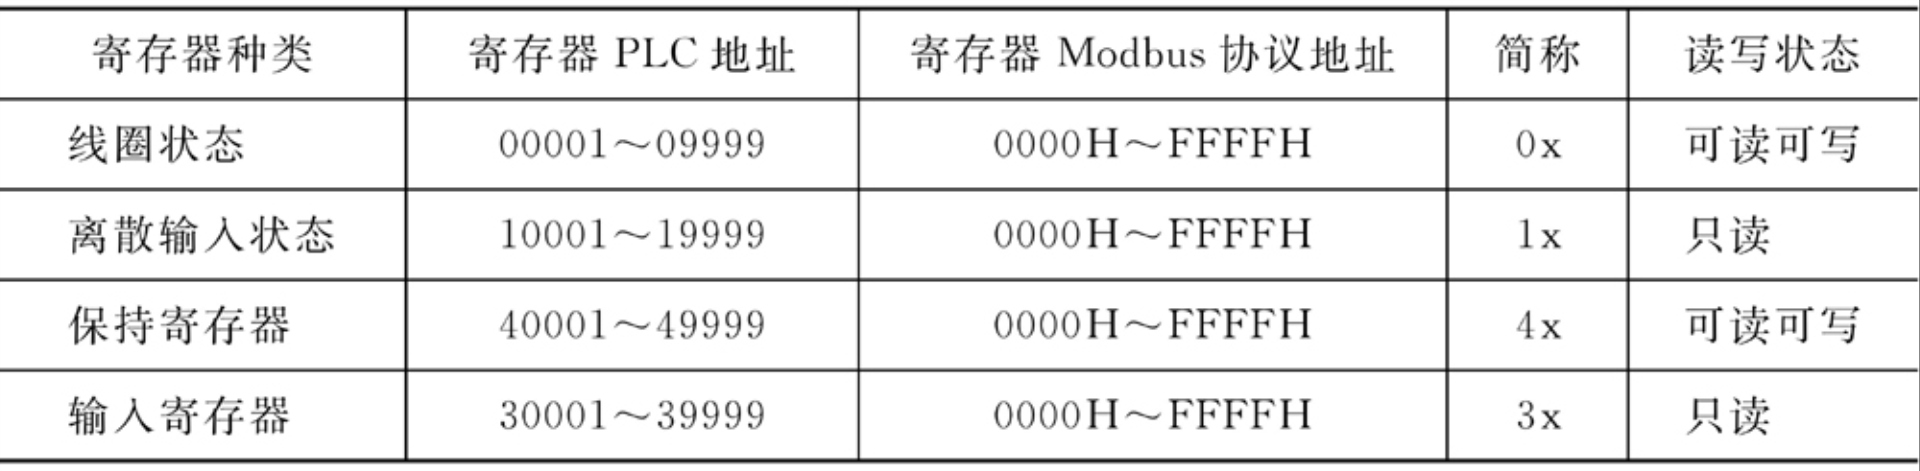 寄存器种类 寄存器 PLC 地址 寄存器 Modbus 协议地址 简称 读写状态
线圈状态 00001～09999 0000H～FFFFH 0x 可读可写
离散输入状态 10001～19999 0000H～FFFFH 1x 只读
保持寄存器 40001～49999 0000H～FFFFH 4x 可读可写
输入寄存器 30001～39999 0000H～FFFFH 3x 只读